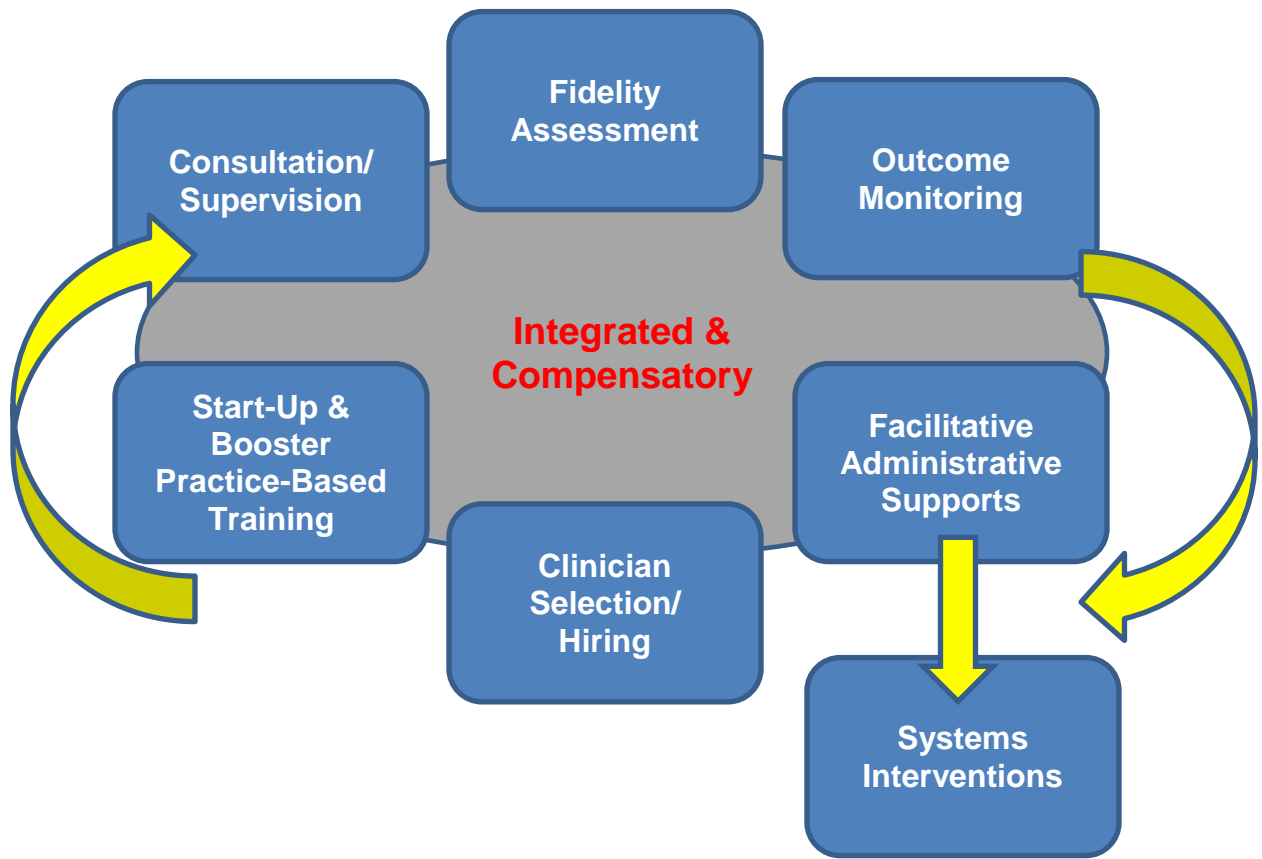 Fidelity
Assessment
Consultation/
Supervision
Outcome
Monitoring
Integrated &
Compensatory
Start-Up &
Booster
Practice-Based
Training
Facilitative
Administrative
Supports
Clinician
Selection/
Hiring
Systems
Interventions